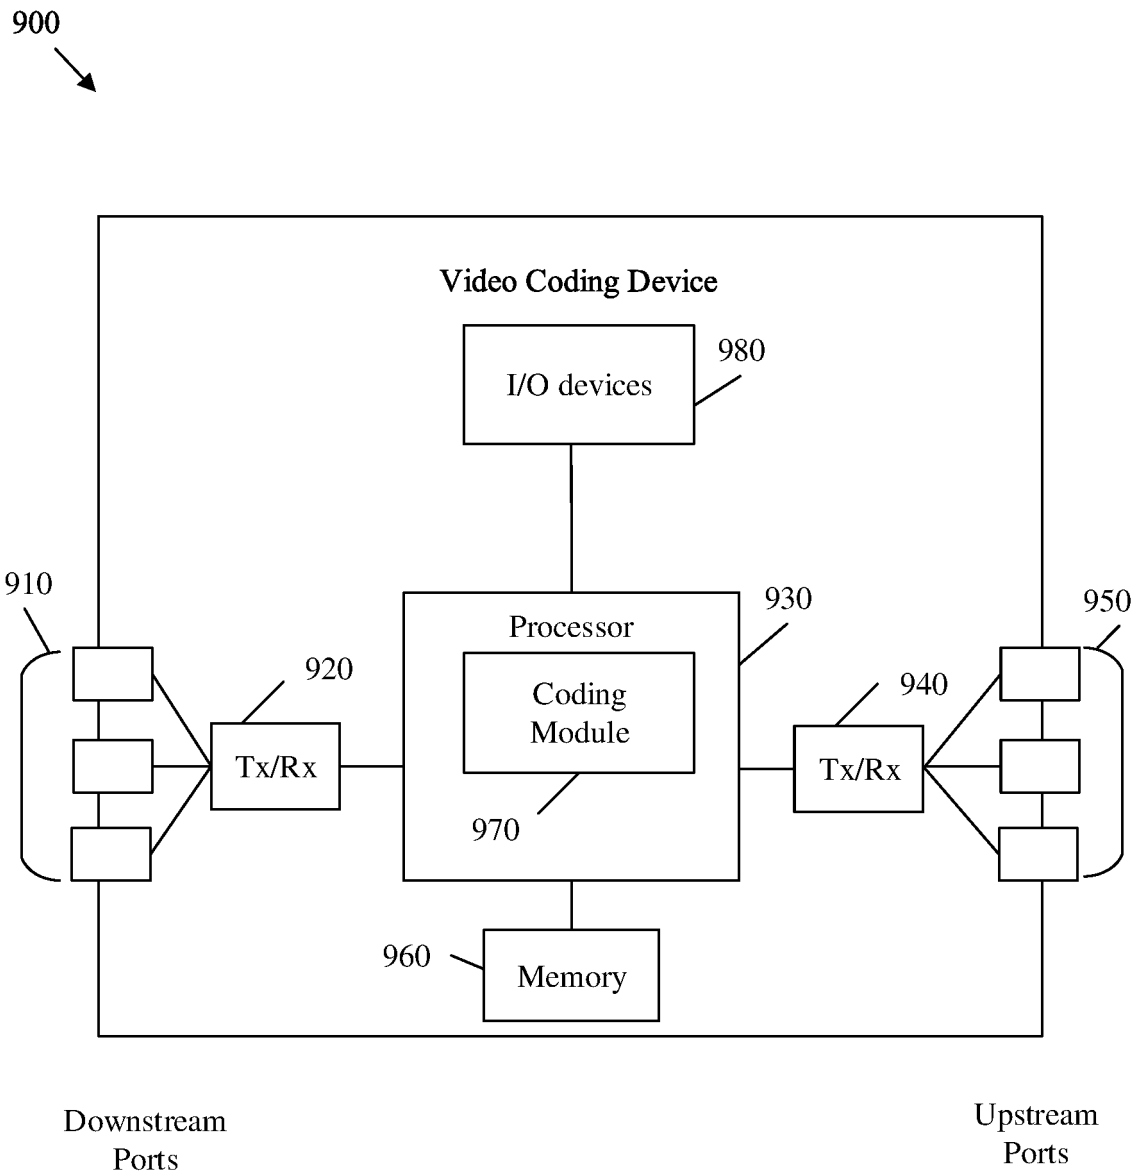 900
Video Coding Device
I/O devices
980
910
Processor
930
950
920
Coding
Module
940
Tx/Rx
Tx/Rx
970
960
Memory
Downstream
Ports
Upstream
Ports